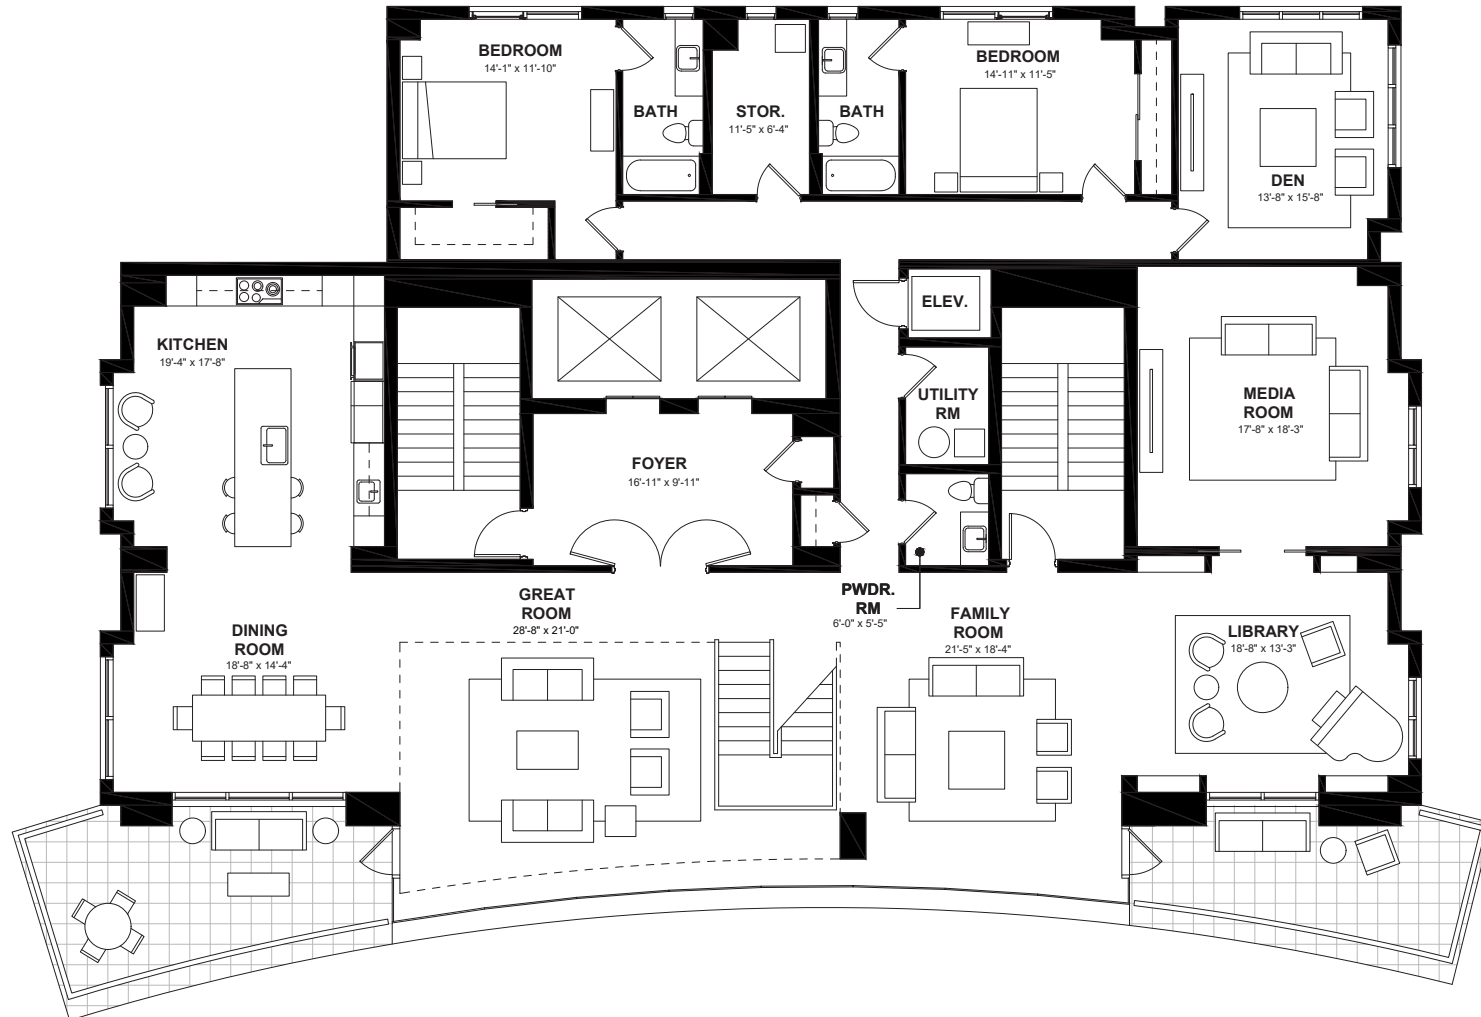 BEDROOM
14'-1" x 11'-10"
BATH
STOR.
11'-5" x 6'-4"
BATH
BEDROOM
14'-11" x 11'-5"
DEN
13'-8" x 15'-8"
KITCHEN
19'-4" x 17'-8"
ELEV.
UTILITY
RM
MEDIA
ROOM
17'-8" x 18'-3"
FOYER
16'-11" x 9'-11"
GREAT
ROOM
28'-8" x 21'-0"
PWDR.
RM
6'-0" x 5'-5"
FAMILY
ROOM
21'-5" x 18'-4"
LIBRARY
18'-8" x 13'-3"
DINING
ROOM
18'-8" x 14'-4"